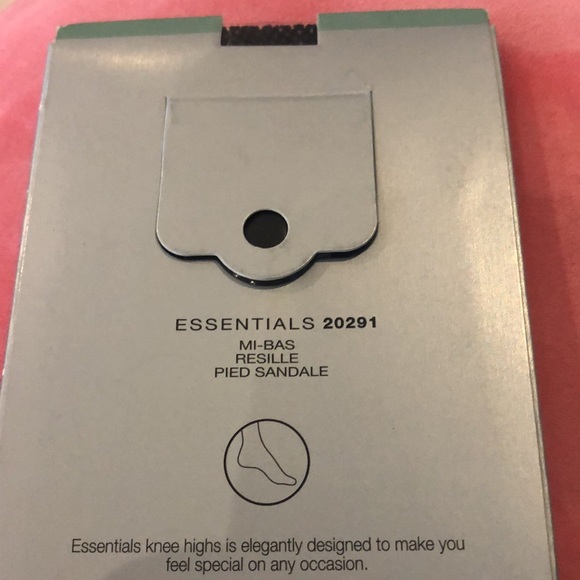 ESSENTIALS 20291
MI-BAS
RESILLE
PIED SANDALE
Essentials knee highs is elegantly designed to make you
feel special on any occasion.